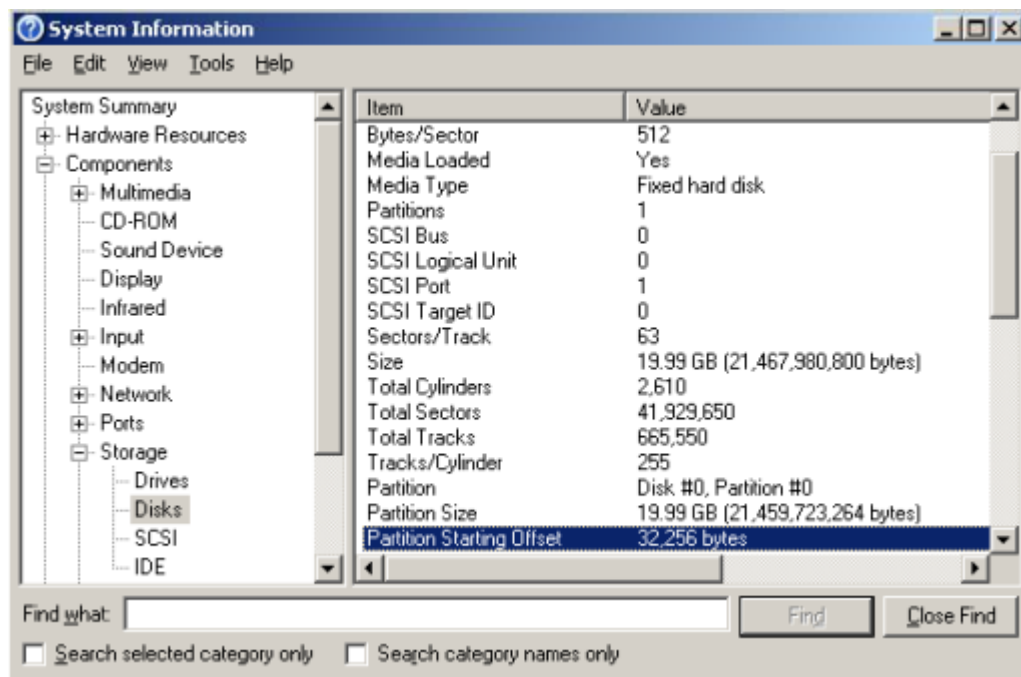 System Information
File Edit View Tools Help
System Summary
Hardware Resources
Components
Multimedia
CD-ROM
Sound Device
Display
Infrared
Input
Modem
Network
Ports
Storage
Drives
Disks
SCSI
IDE
Item Value
Bytes/Sector 512
Media Loaded Yes
Media Type Fixed hard disk
Partitions 1
SCSI Bus 0
SCSI Logical Unit 0
SCSI Port 1
SCSI Target ID 0
Sectors/Track 63
Size 19.99 GB (21,467,980,800 bytes)
Total Cylinders 2,610
Total Sectors 41,929,650
Total Tracks 665,550
Tracks/Cylinder 255
Partition Disk #0, Partition #0
Partition Size 19.99 GB (21,459,723,264 bytes)
Partition Starting Offset 32,256 bytes
Find what: Find Close Find
Search selected category only Search category names only